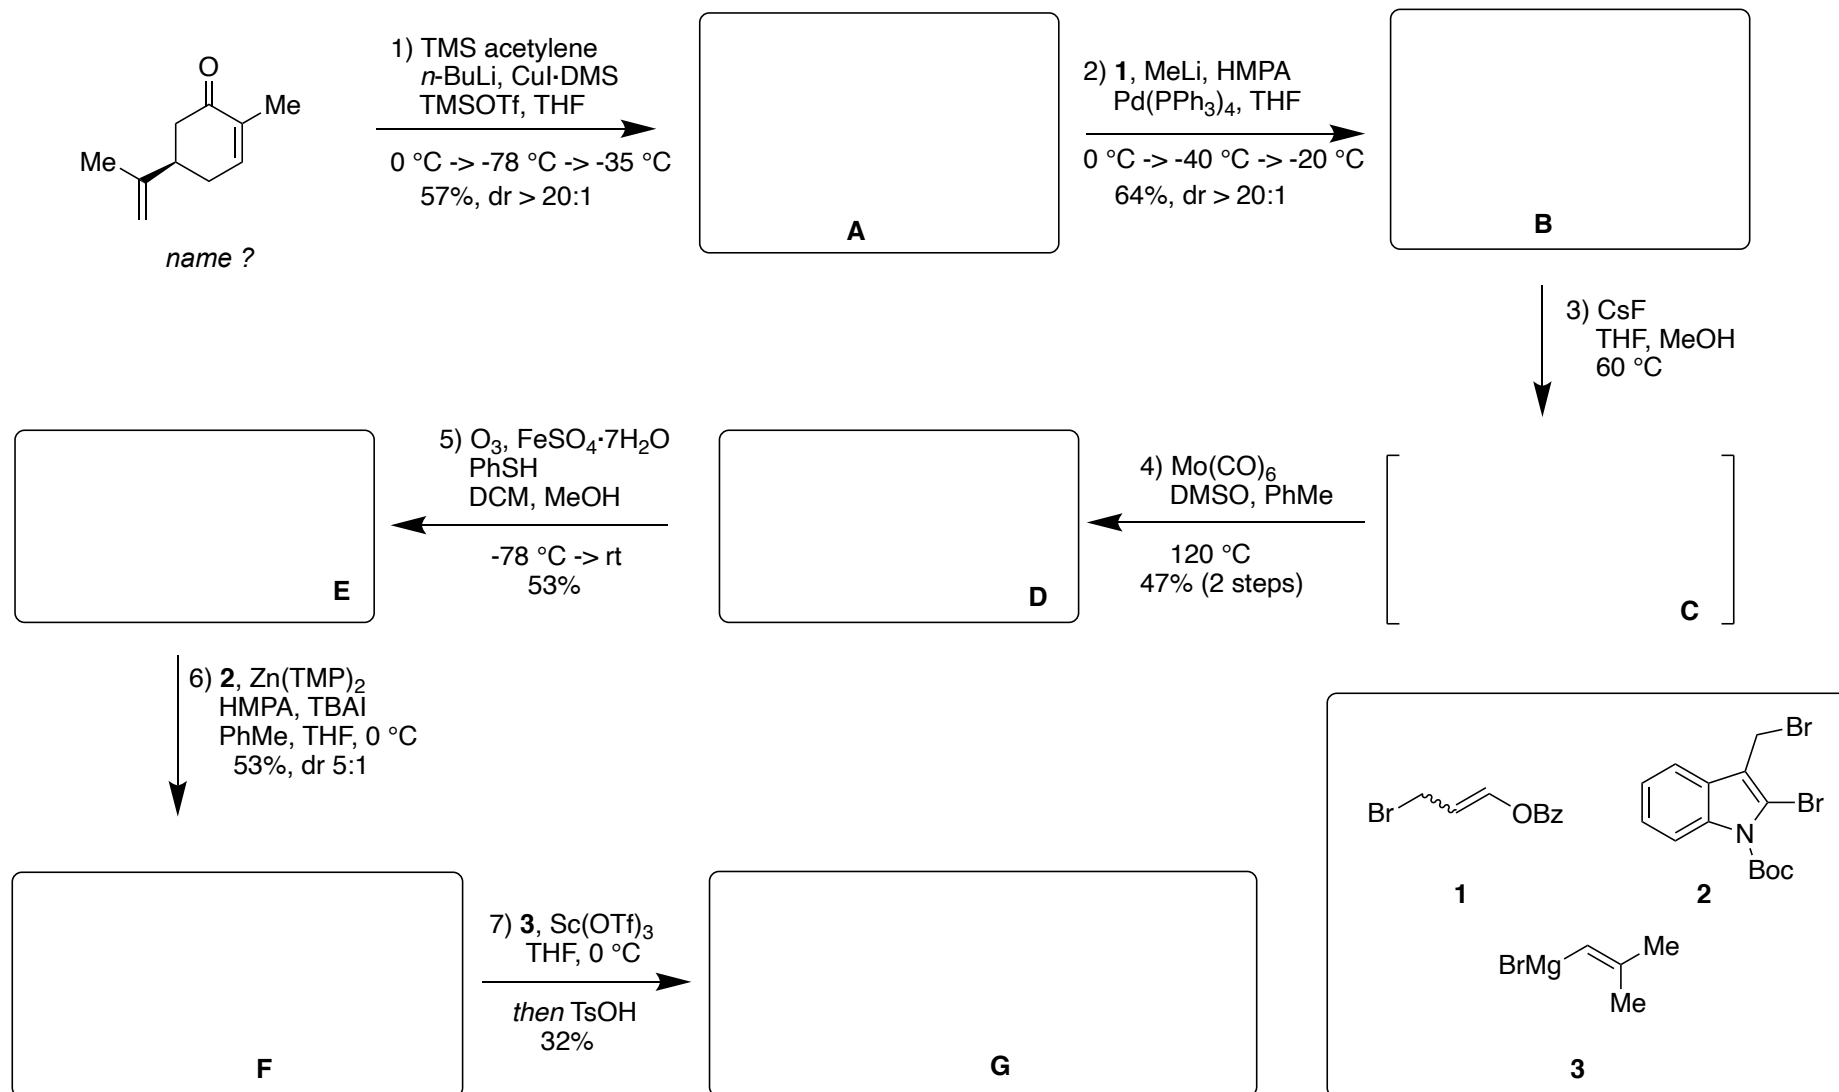 O
Me
Me
name ?
1) TMS acetylene
n-BuLi, CuI·DMS
TMSOTf, THF
0 °C -> -78 °C -> -35 °C
57%, dr > 20:1
A
2) 1, MeLi, HMPA
Pd(PPh3)4, THF
0 °C -> -40 °C -> -20 °C
64%, dr > 20:1
B
3) CsF
THF, MeOH
60 °C
C
4) Mo(CO)6
DMSO, PhMe
120 °C
47% (2 steps)
D
5) O3, FeSO4·7H2O
PhSH
DCM, MeOH
-78 °C -> rt
53%
E
6) 2, Zn(TMP)2
HMPA, TBAI
PhMe, THF, 0 °C
53%, dr 5:1
F
7) 3, Sc(OTf)3
THF, 0 °C
then TsOH
32%
G
Br
OBz
1
Br
Br
N
Boc
2
BrMg
Me
Me
3